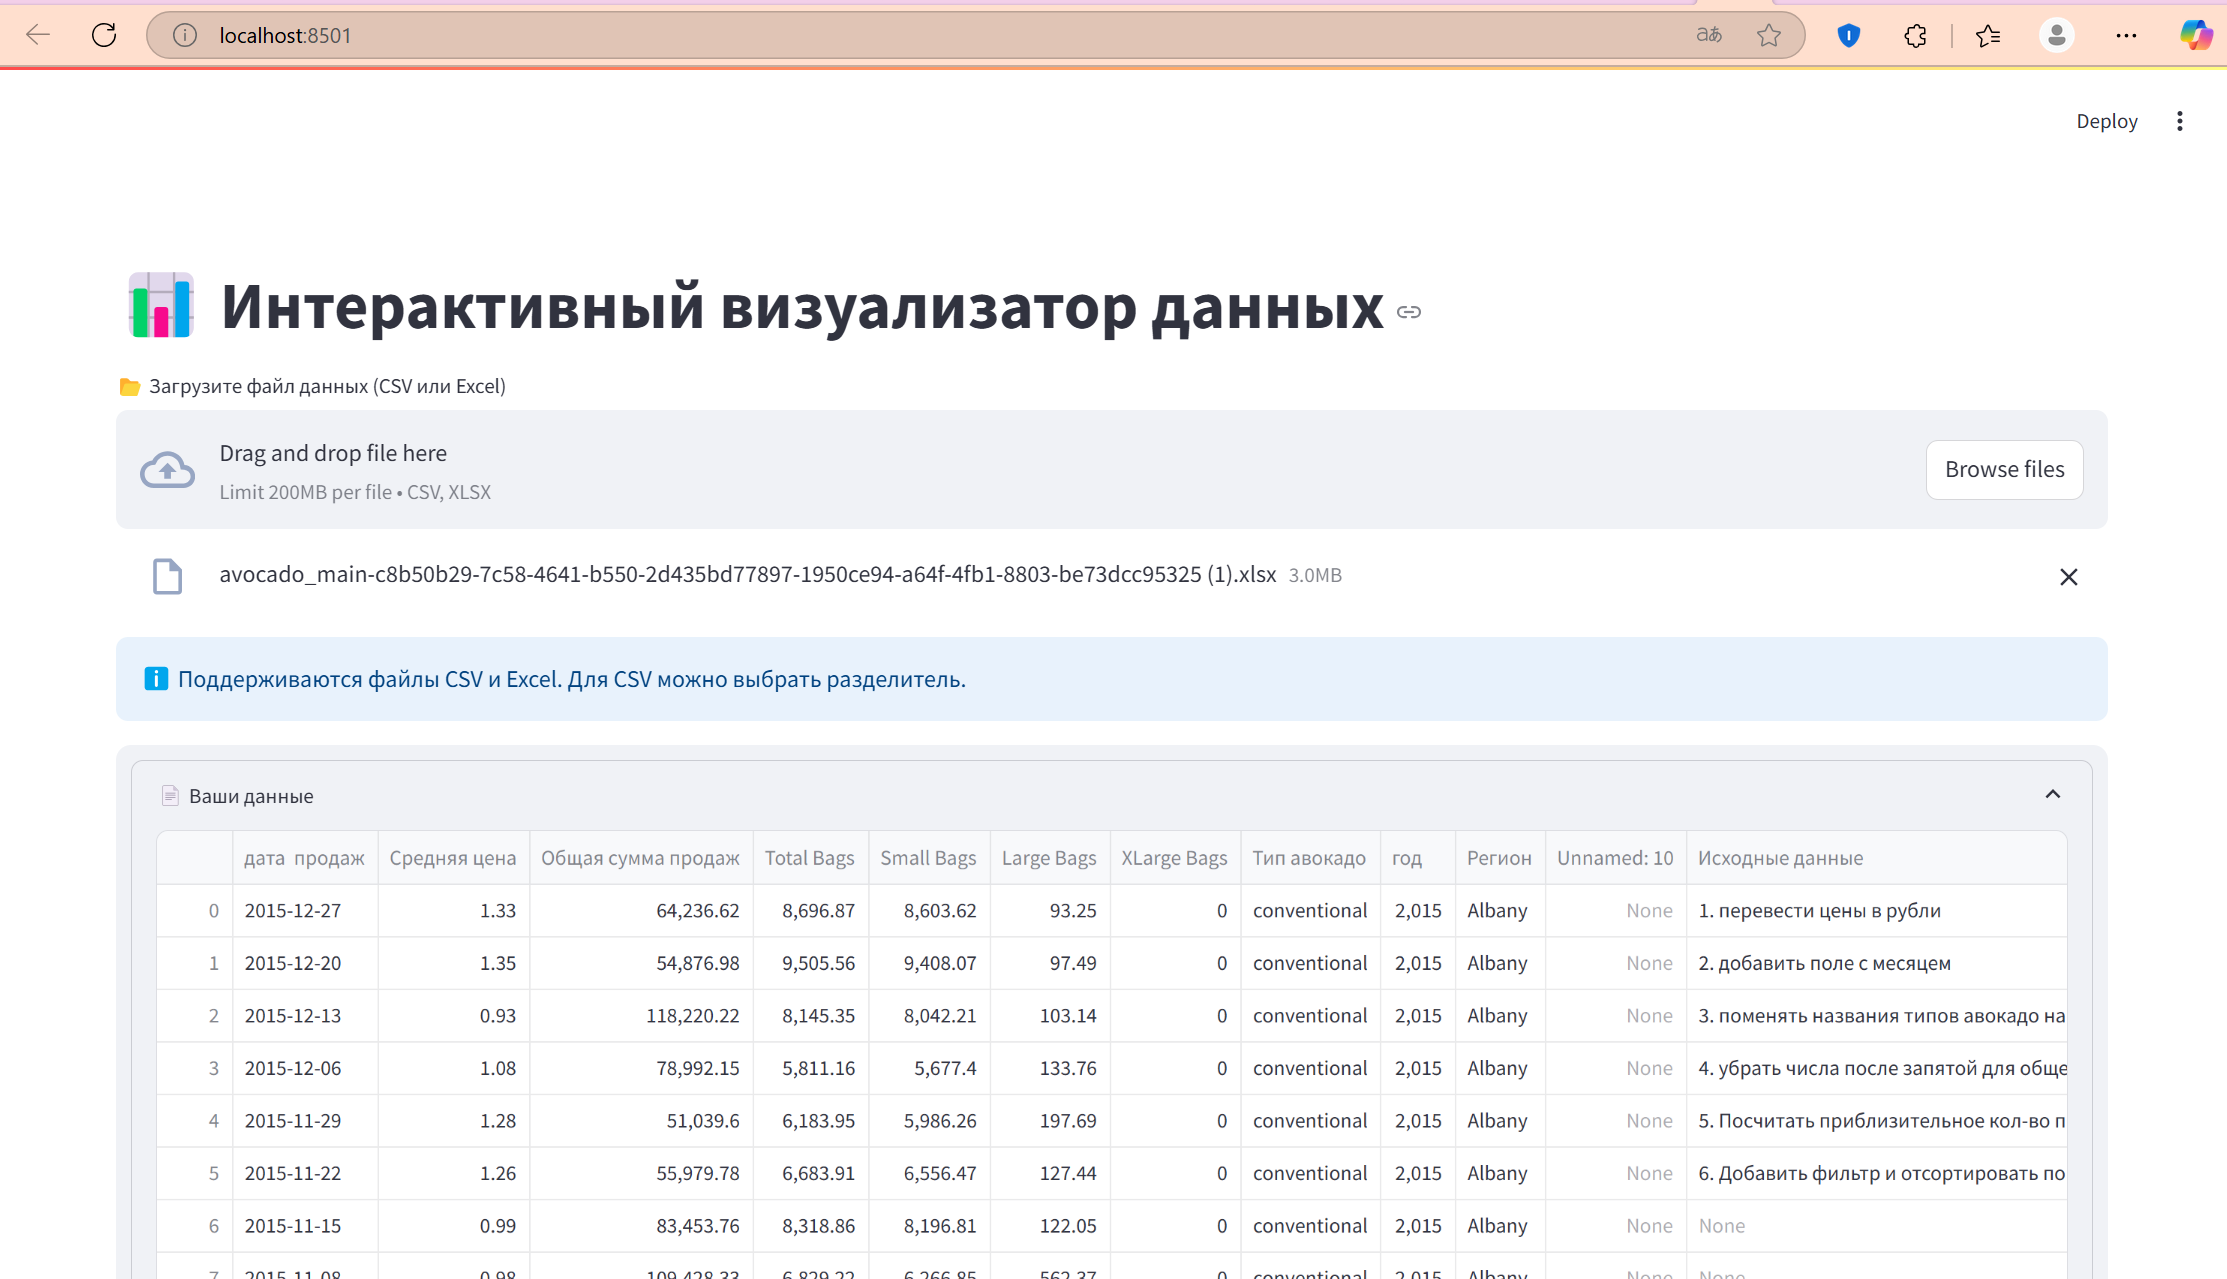 localhost:8501
Deploy
Интерактивный визуализатор данных
Загрузите файл данных (CSV или Excel)
Drag and drop file here
Limit 200MB per file • CSV, XLSX
Browse files
avocado_main-c8b50b29-7c58-4641-b550-2d435bd77897-1950ce94-a64f-4fb1-8803-be73dcc95325 (1).xlsx 3.0MB
Поддерживаются файлы CSV и Excel. Для CSV можно выбрать разделитель.
Ваши данные
дата продаж Средняя цена Общая сумма продаж Total Bags Small Bags Large Bags XLarge Bags Тип авокадо год Регион Unnamed: 10 Исходные данные
0 2015-12-27 1.33 64,236.62 8,696.87 8,603.62 93.25 0 conventional 2,015 Albany None 1. перевести цены в рубли
1 2015-12-20 1.35 54,876.98 9,505.56 9,408.07 97.49 0 conventional 2,015 Albany None 2. добавить поле с месяцем
2 2015-12-13 0.93 118,220.22 8,145.35 8,042.21 103.14 0 conventional 2,015 Albany None 3. поменять названия типов авокадо на
3 2015-12-06 1.08 78,992.15 5,811.16 5,677.4 133.76 0 conventional 2,015 Albany None 4. убрать числа после запятой для обще
4 2015-11-29 1.28 51,039.6 6,183.95 5,986.26 197.69 0 conventional 2,015 Albany None 5. Посчитать приблизительное кол-во п
5 2015-11-22 1.26 55,979.78 6,683.91 6,556.47 127.44 0 conventional 2,015 Albany None 6. Добавить фильтр и отсортировать по
6 2015-11-15 0.99 83,453.76 8,318.86 8,196.81 122.05 0 conventional 2,015 Albany None None
7 2015-11-08 0.98 109,428.33 6,829.22 6,266.85 562.37 0 conventional 2,015 Albany None None